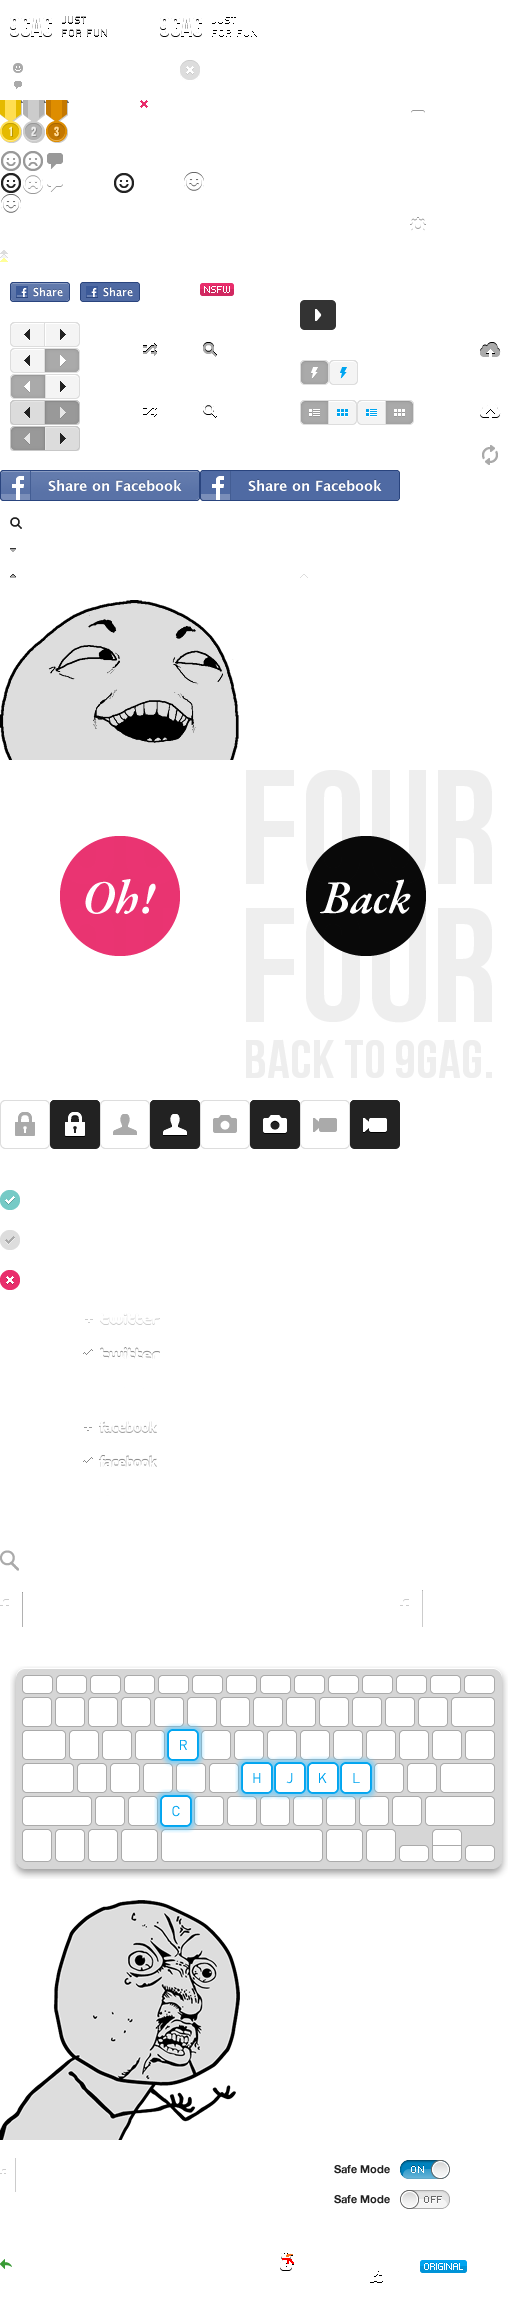 9GAG JUST FOR FUN 9GAG JUST FOR FUN
1 2 3
Share Share NSFW
Share on Facebook Share on Facebook
FOUR
Oh! Back
FOUR
BACK TO 9GAG.
twitter
twitter
facebook
facebook
R
H J K L
C
Safe Mode ON
Safe Mode OFF
ORIGINAL